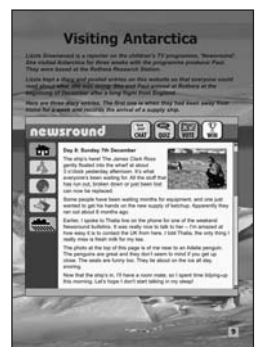 Visiting Antarctica
Lizzie Greenwood is a reporter on the children's TV programme, 'Newsround'.
She visited Antarctica for three weeks with the programme producer Paul.
They were based at the Rothera Research Station.
Lizzie kept a diary and posted entries on this website so that everyone could
read about what she was doing. She and Paul arrived at Rothera at the
beginning of December after a long flight from England.
Here are three diary entries. The first one is when they had been away from
home for a week and records the arrival of a supply ship.
newsround
CHAT
QUIZ
VOTE
WIN
Day 8: Sunday 7th December
The ship's here! The James Clark Ross
gently floated into the wharf at about
3 o'clock yesterday afternoon. It's what
everyone's been waiting for. All the stuff that
has run out, broken down or just been lost
can now be replaced.
Some people have been waiting months for equipment, and one just
wanted to get his hands on the new supply of ketchup. Apparently they
ran out about 8 months ago.
Earlier, I spoke to Thalia live on the phone for one of the weekend
Newsround bulletins. It was really nice to talk to her – I'm amazed at
how easy it is to contact the UK from here. I told Thalia, the only thing I
really miss is fresh milk for my tea.
The photo at the top of this page is of me near to an Adelie penguin.
The penguins are great and they don't seem to mind if you get up
close. The seals are funny too. They lie about on the ice all day,
snoring.
Now that the ship's in, I'll have a room mate, so I spent time tidying-up
this morning. Let's hope I don't start talking in my sleep!
9